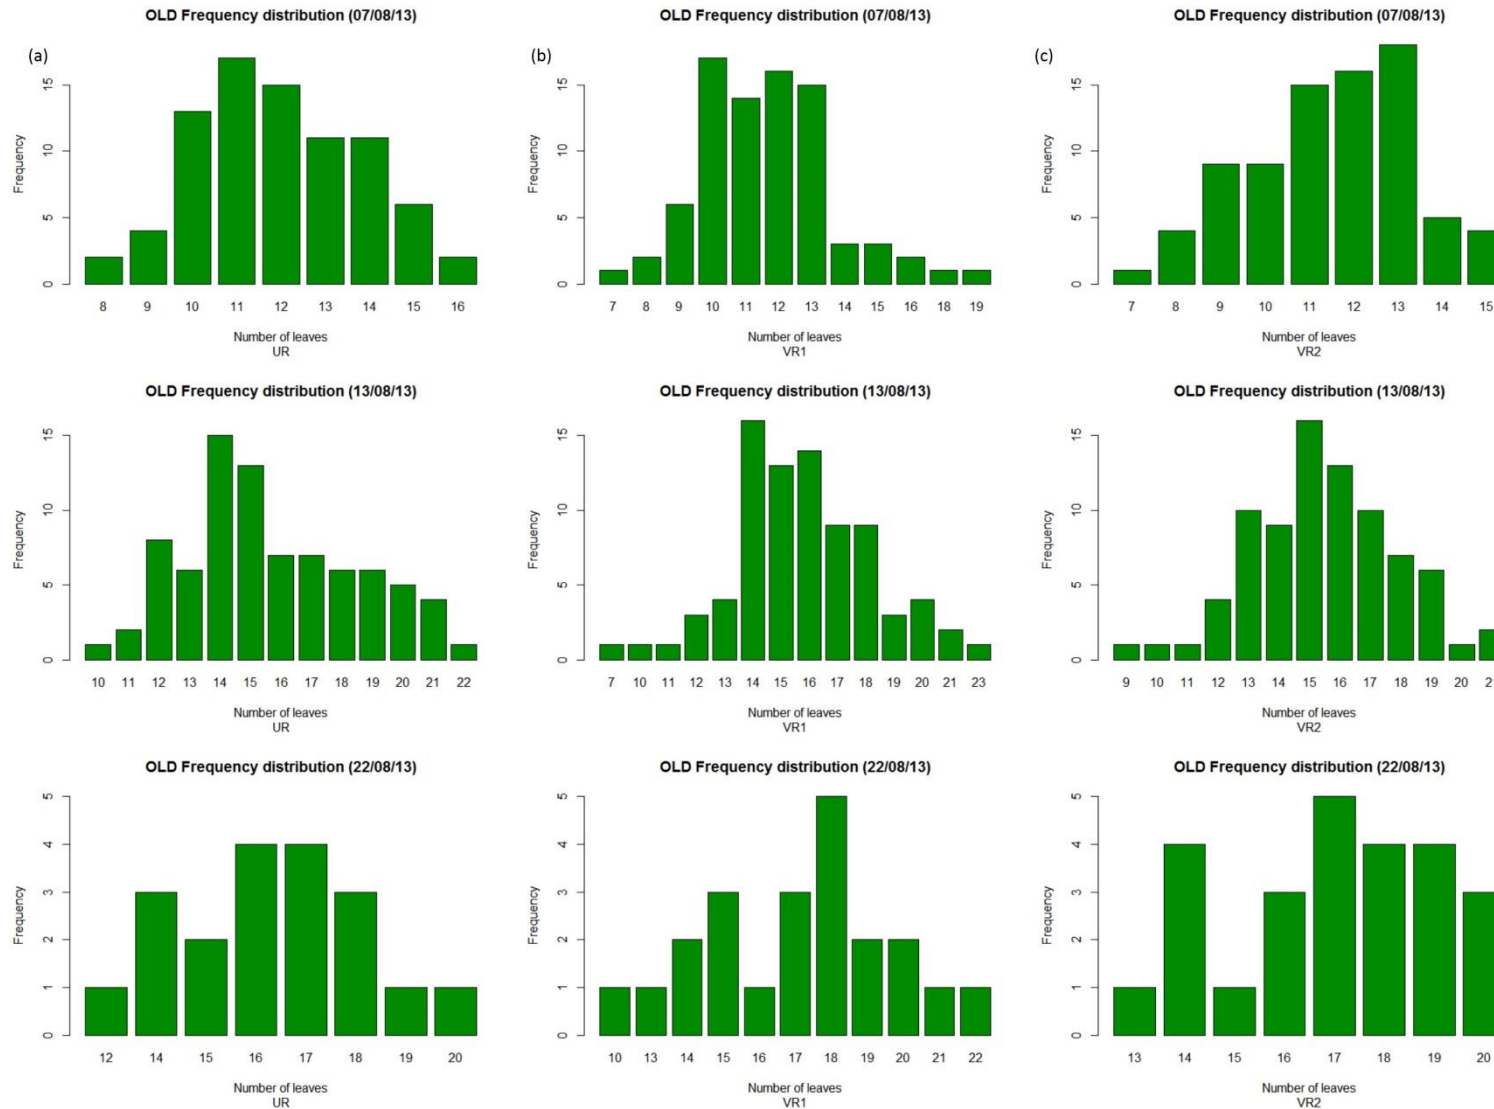 OLD Frequency distribution (07/08/13)
(a)
Frequency
0 5 10 15
8 9 10 11 12 13 14 15 16
Number of leaves
UR
OLD Frequency distribution (07/08/13)
(b)
Frequency
0 5 10 15
7 8 9 10 11 12 13 14 15 16 18 19
Number of leaves
VR1
OLD Frequency distribution (07/08/13)
(c)
Frequency
0 5 10 15
7 8 9 10 11 12 13 14 15
Number of leaves
VR2
OLD Frequency distribution (13/08/13)
Frequency
0 5 10 15
10 11 12 13 14 15 16 17 18 19 20 21 22
Number of leaves
UR
OLD Frequency distribution (13/08/13)
Frequency
0 5 10 15
7 10 11 12 13 14 15 16 17 18 19 20 21 23
Number of leaves
VR1
OLD Frequency distribution (13/08/13)
Frequency
0 5 10 15
9 10 11 12 13 14 15 16 17 18 19 20
Number of leaves
VR2
OLD Frequency distribution (22/08/13)
Frequency
0 1 2 3 4 5
12 14 15 16 17 18 19 20
Number of leaves
UR
OLD Frequency distribution (22/08/13)
Frequency
0 1 2 3 4 5
10 13 14 15 16 17 18 19 20 21 22
Number of leaves
VR1
OLD Frequency distribution (22/08/13)
Frequency
0 1 2 3 4 5
13 14 15 16 17 18 19 20
Number of leaves
VR2